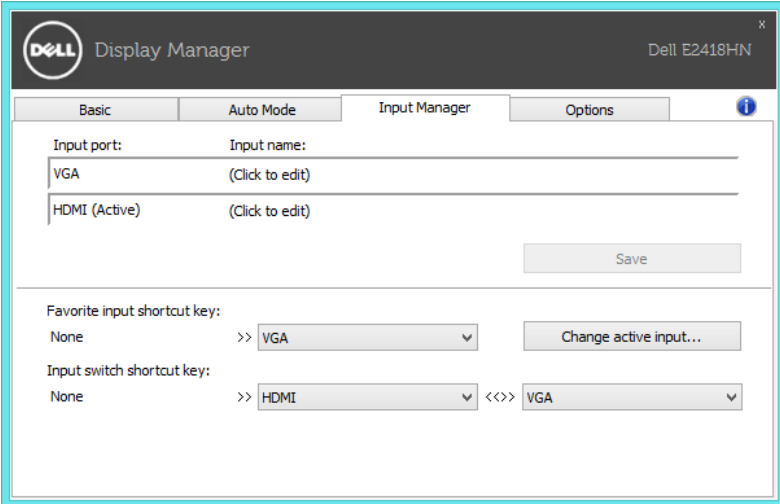 DELL Display Manager Dell E2418HN x
Basic Auto Mode Input Manager Options i
Input port: Input name:
VGA (Click to edit)
HDMI (Active) (Click to edit)
Save
Favorite input shortcut key:
None >> VGA Change active input...
Input switch shortcut key:
None >> HDMI <<>> VGA